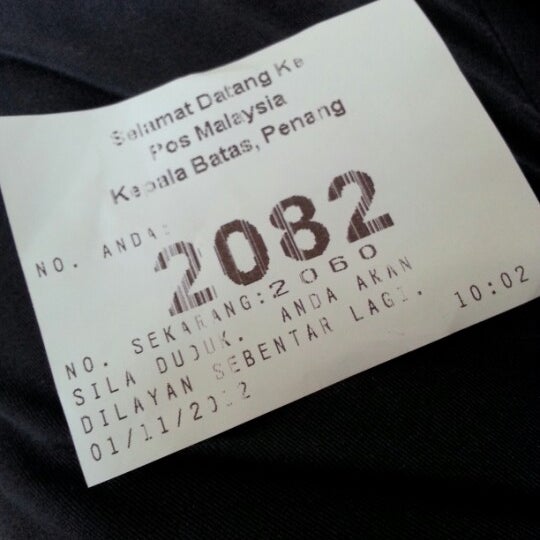 Selamat Datang Ke
Pos Malaysia
Kepala Batas, Penang
NO. ANDA:
2082
NO. SEKARANG:2060
SILA DUDUK. ANDA AKAN
DILAYAN SEBENTAR LAGI.
01/11/2012 10:02